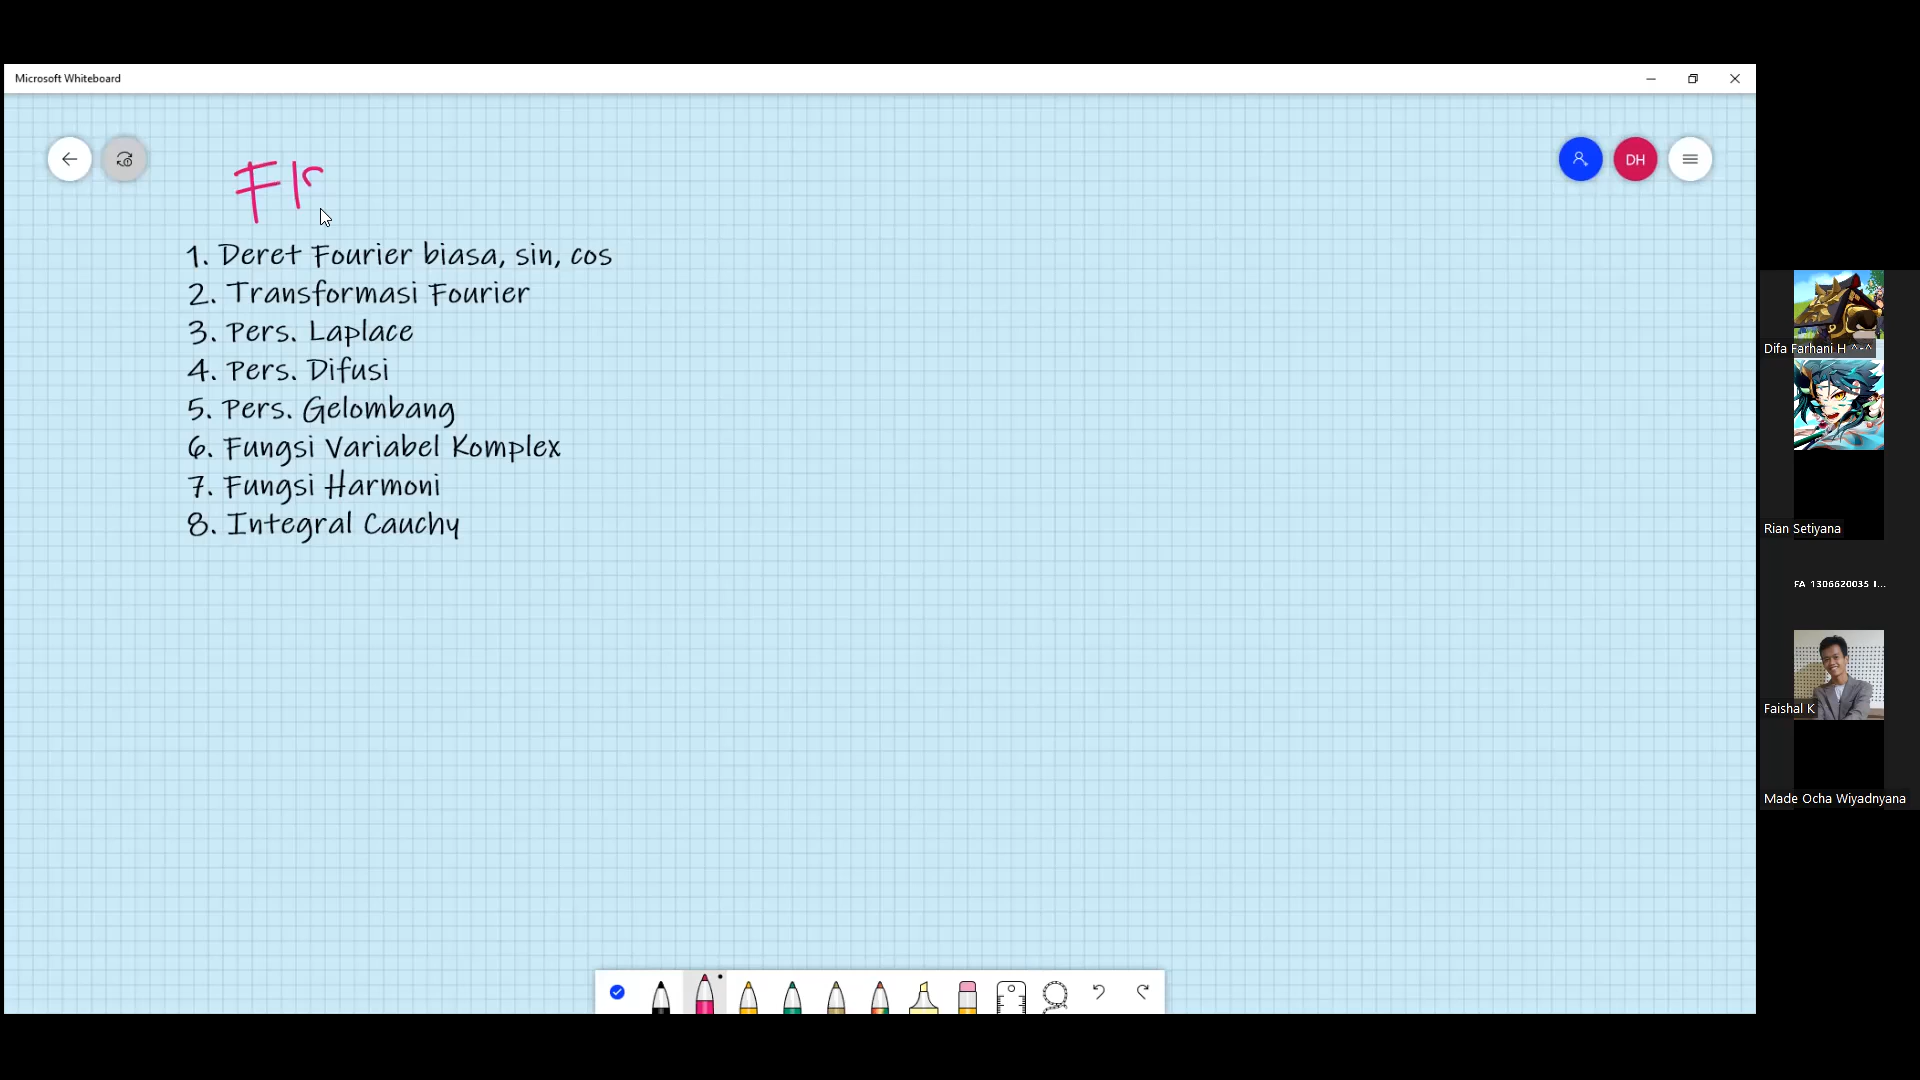 Microsoft Whiteboard
DH
1. Deret Fourier biasa, sin, cos
2. Transformasi Fourier
3. Pers. Laplace
4. Pers. Difusi
5. Pers. Gelombang
6. Fungsi Variabel Komplex
7. Fungsi Harmoni
8. Integral Cauchy
Difa Farhani H ^-^
Rian Setiyana
FA_1306620035_I...
Faishal K
Made Ocha Wiyadnyana